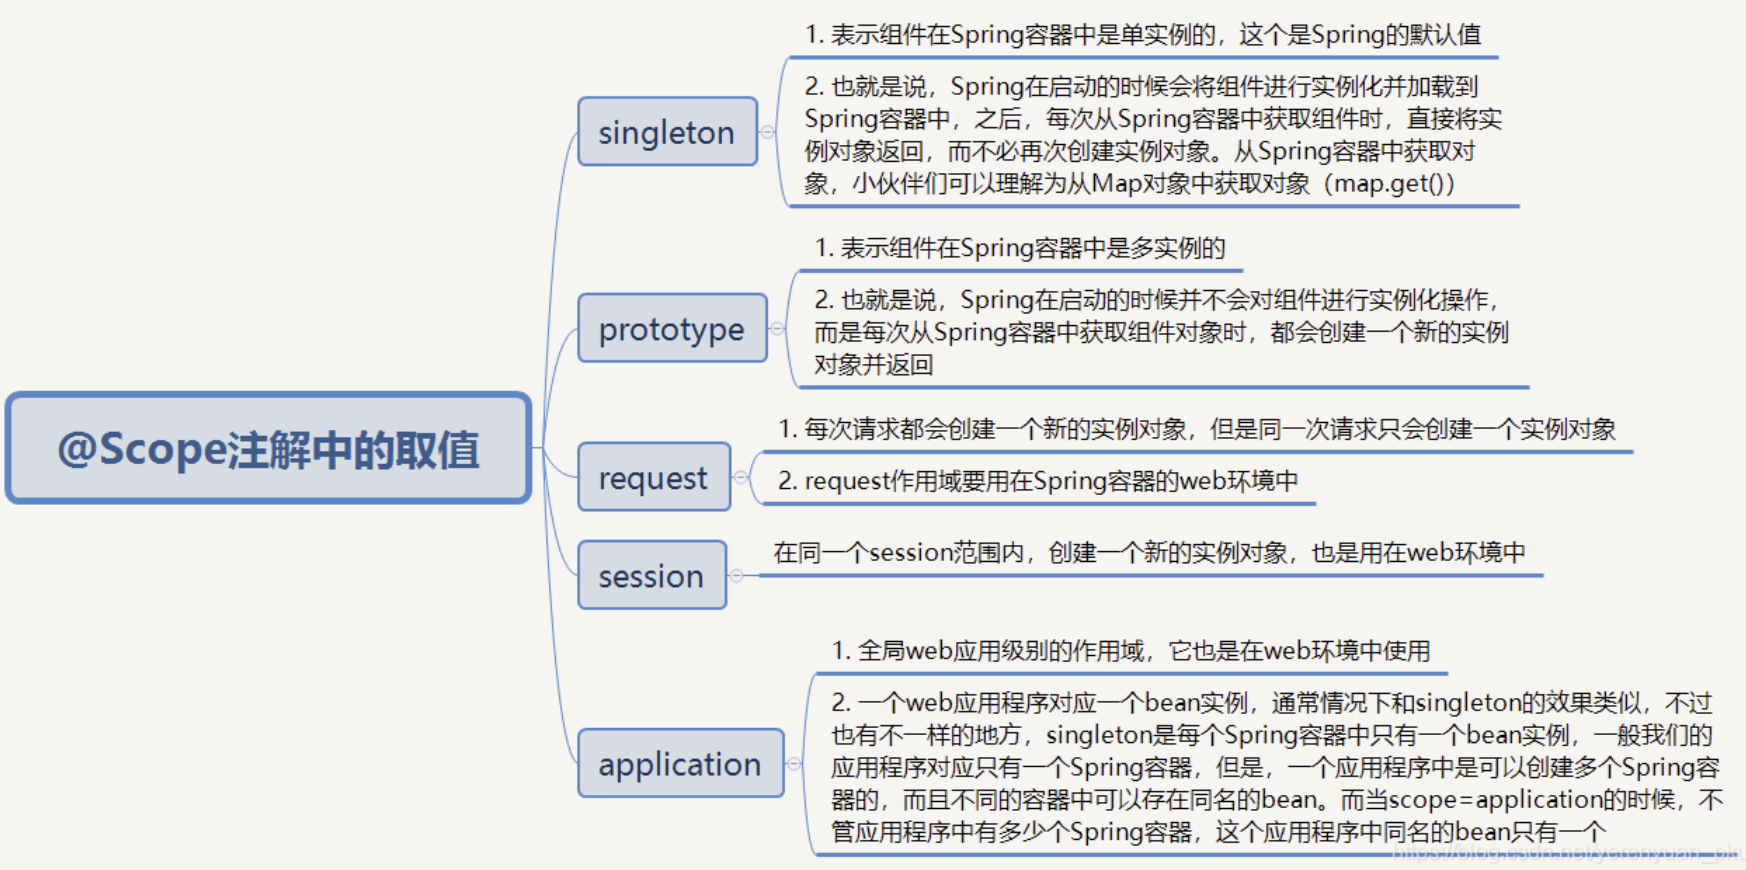 @Scope注解中的取值
singleton
1. 表示组件在Spring容器中是单实例的，这个是Spring的默认值
2. 也就是说，Spring在启动的时候会将组件进行实例化并加载到
Spring容器中，之后，每次从Spring容器中获取组件时，直接将实
例对象返回，而不必再次创建实例对象。从Spring容器中获取对
象，小伙伴们可以理解为从Map对象中获取对象（map.get()）
prototype
1. 表示组件在Spring容器中是多实例的
2. 也就是说，Spring在启动的时候并不会对组件进行实例化操作，
而是每次从Spring容器中获取组件对象时，都会创建一个新的实例
对象并返回
request
1. 每次请求都会创建一个新的实例对象，但是同一次请求只会创建一个实例对象
2. request作用域要用在Spring容器的web环境中
session
在同一个session范围内，创建一个新的实例对象，也是用在web环境中
application
1. 全局web应用级别的作用域，它也是在web环境中使用
2. 一个web应用程序对应一个bean实例，通常情况下和singleton的效果类似，不过
也有不一样的地方，singleton是每个Spring容器中只有一个bean实例，一般我们的
应用程序对应只有一个Spring容器，但是，一个应用程序中是可以创建多个Spring容
器的，而且不同的容器中可以存在同名的bean。而当scope=application的时候，不
管应用程序中有多少个Spring容器，这个应用程序中同名的bean只有一个
https://blog.csdn.net/yerenyuan_pku